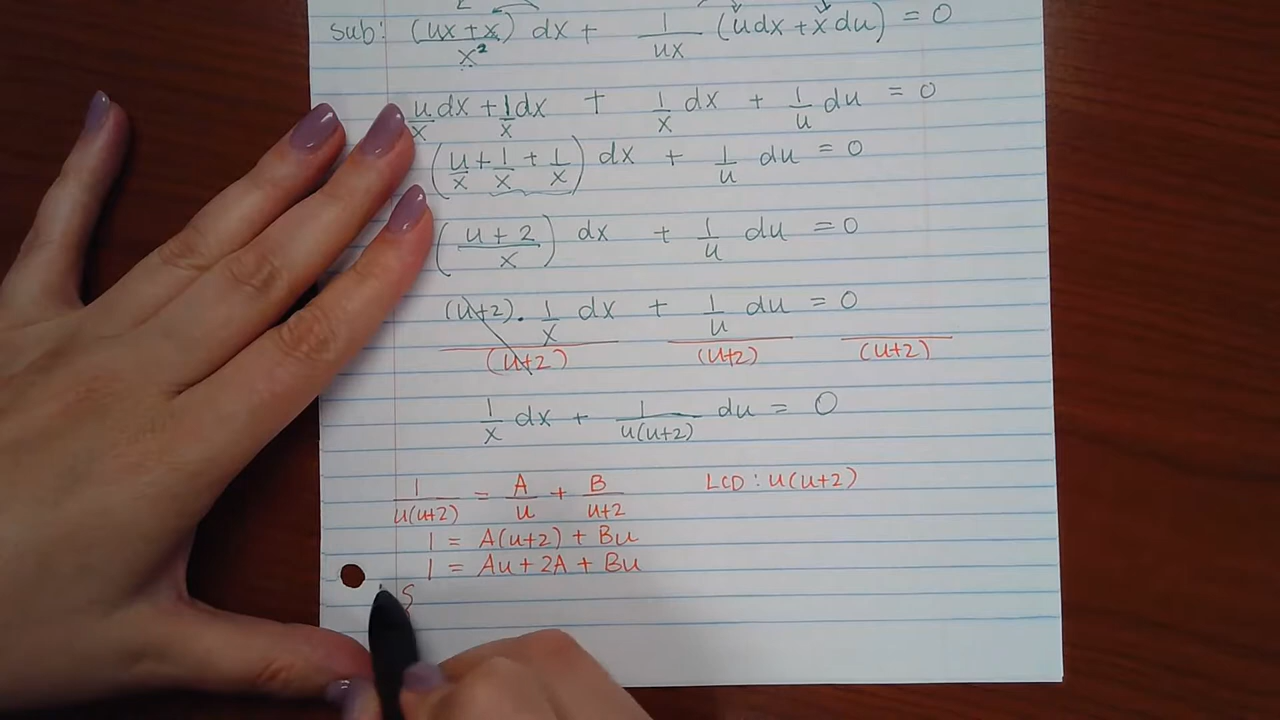 Sub: (ux + x)/x² dx + 1/ux (udx + x du) = 0
u/x dx + 1/x dx + 1/x dx + 1/u du = 0
(u/x + 1/x + 1/x) dx + 1/u du = 0
(u + 2/x) dx + 1/u du = 0
(u+2) · 1/x dx + 1/u du = 0
(u+2) (u+2) (u+2)
1/x dx + 1/u(u+2) du = 0
1/u(u+2) = A/u + B/u+2 LCD : u(u+2)
1 = A(u+2) + Bu
1 = Au + 2A + Bu